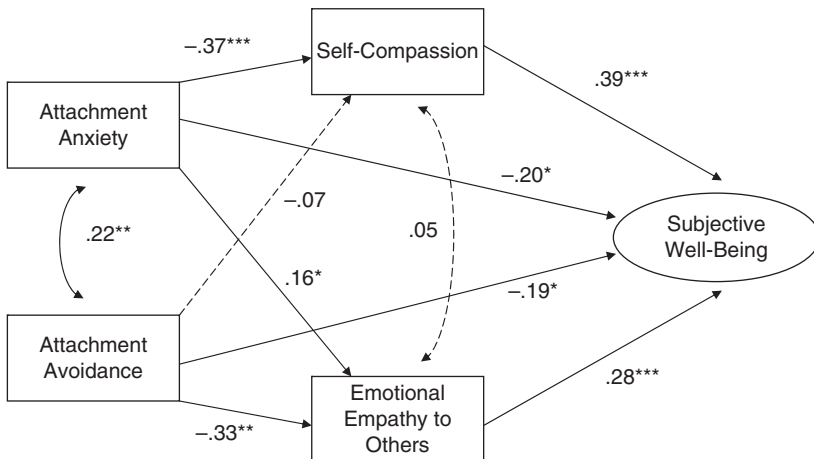 –.37***
Self-Compassion
.39***
Attachment
Anxiety
–.20*
–.07
.22**
.05
Subjective
Well-Being
.16*
–.19*
Attachment
Avoidance
Emotional
Empathy to
Others
.28***
–.33**